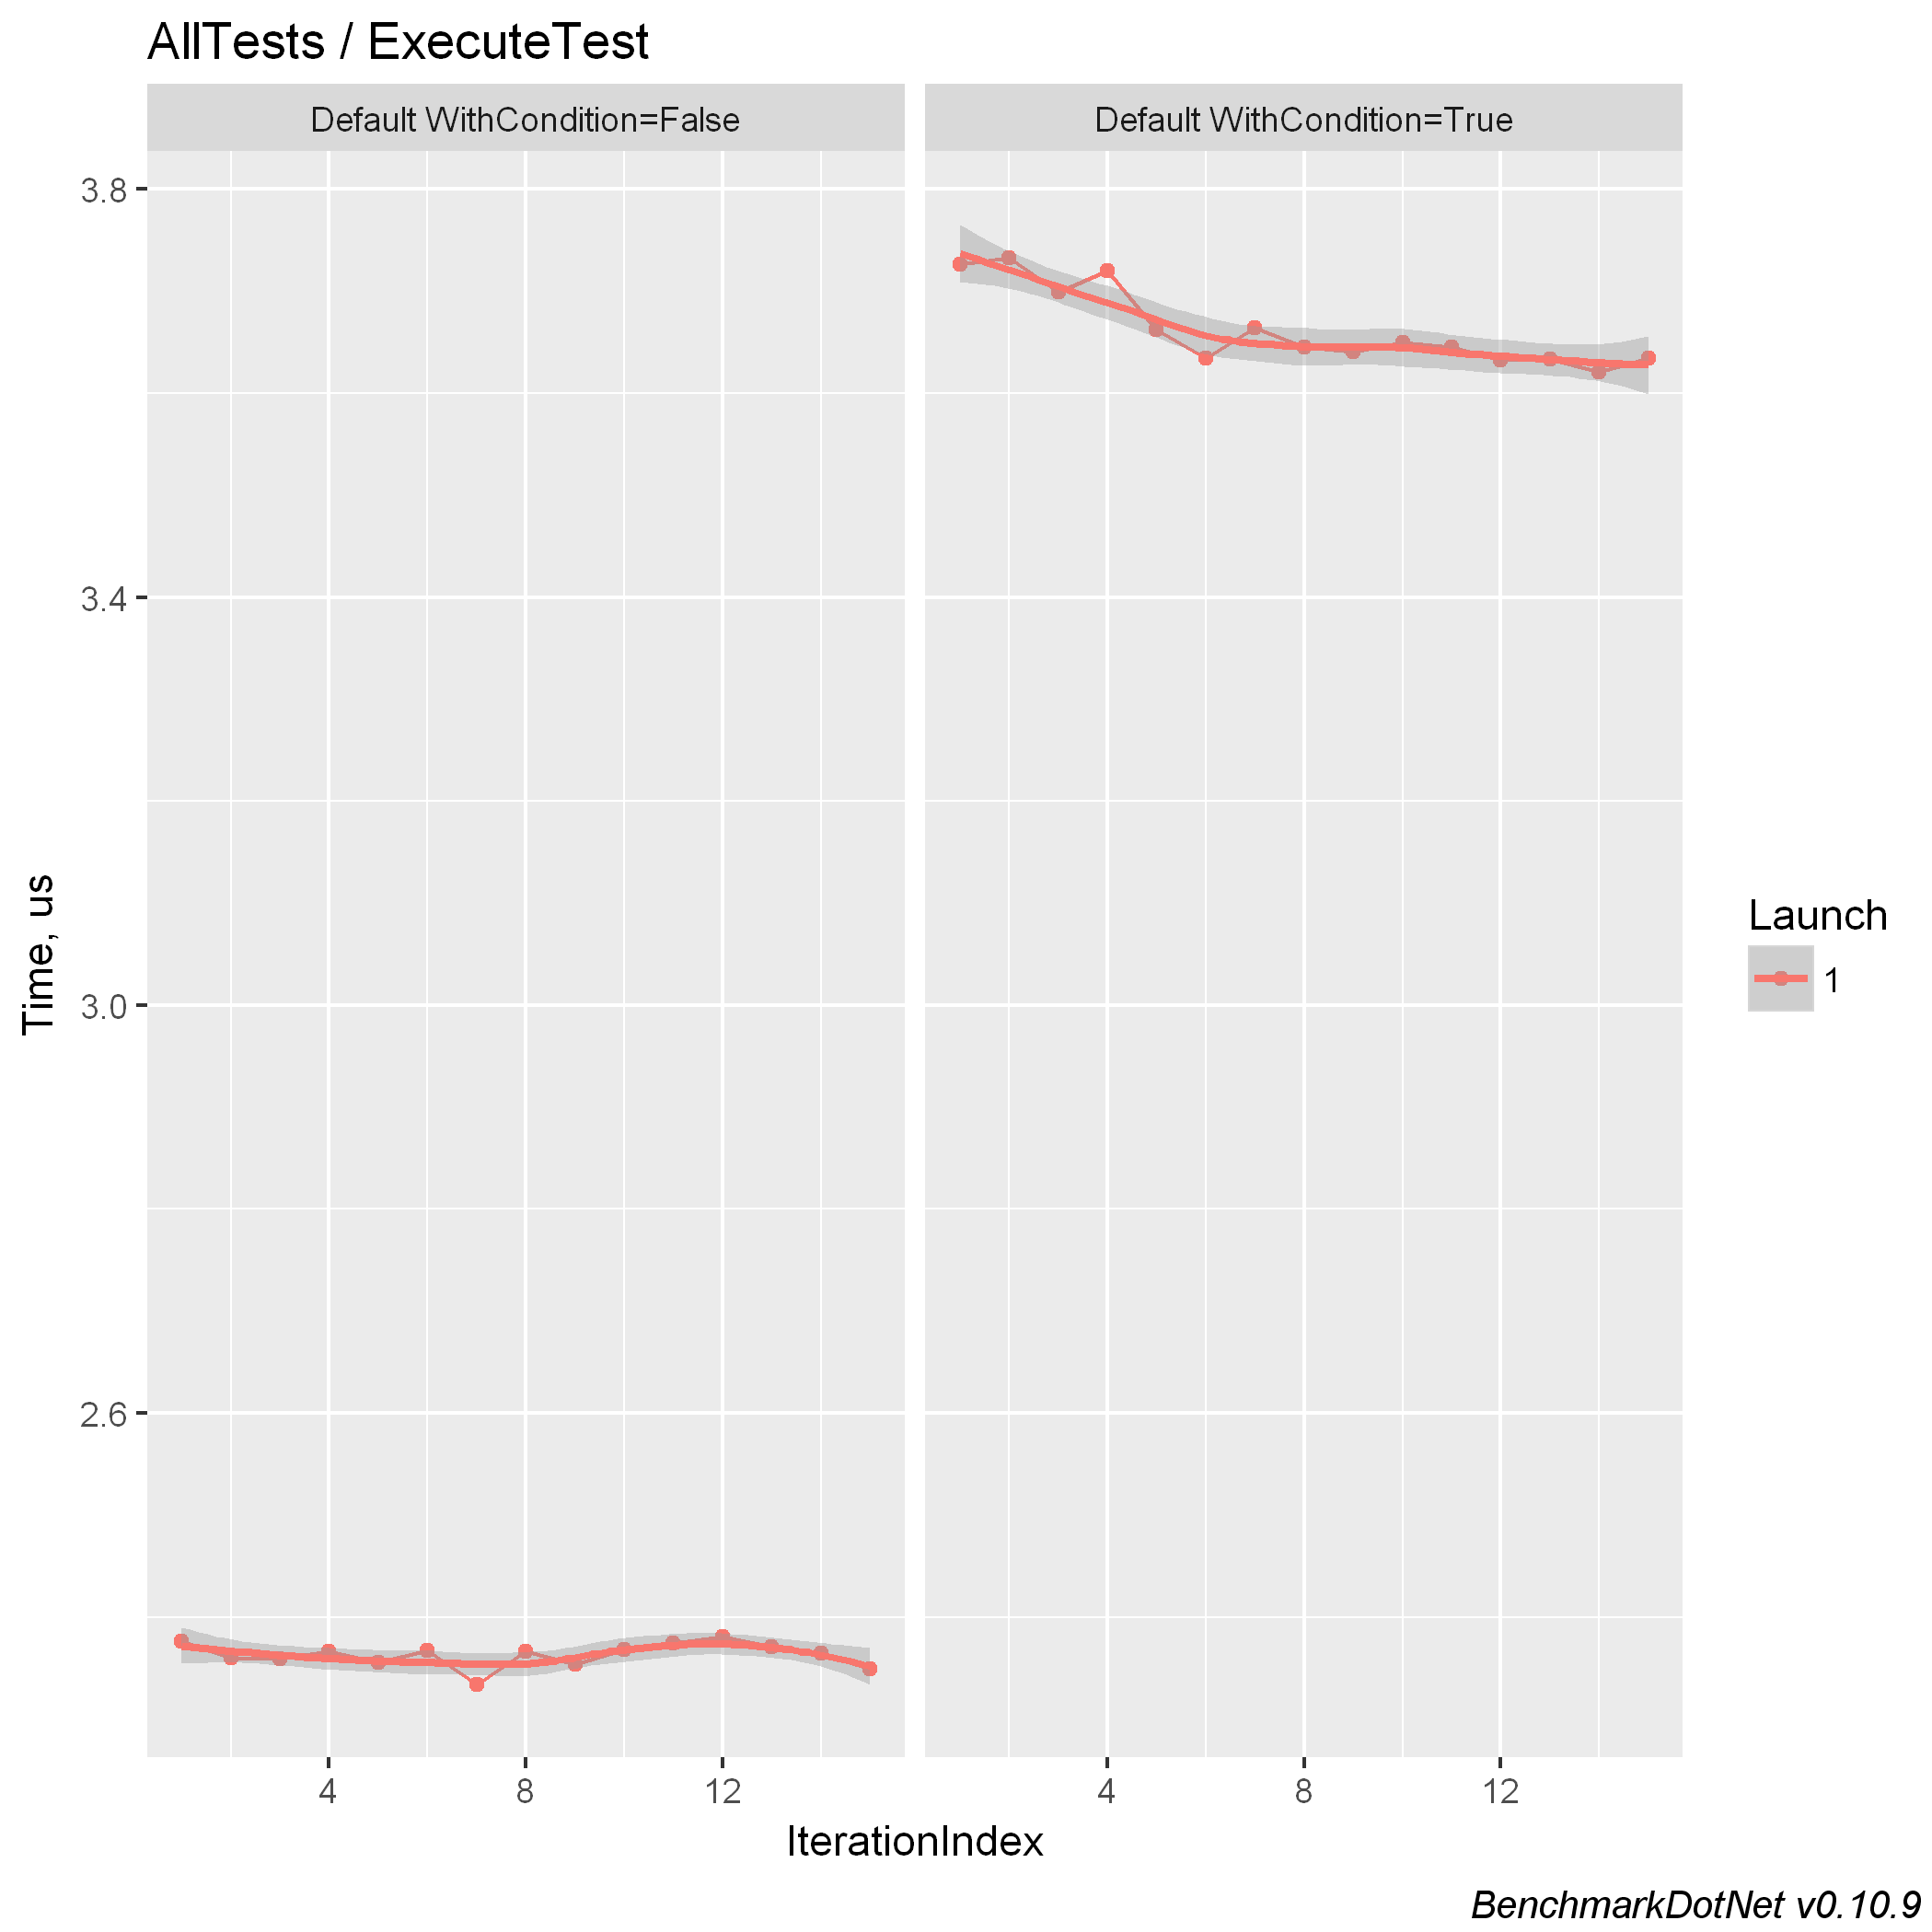 AllTests / ExecuteTest
Default WithCondition=False
Default WithCondition=True
3.8
3.4
3.0
2.6
Time, us
4
8
12
4
8
12
IterationIndex
Launch
1
BenchmarkDotNet v0.10.9